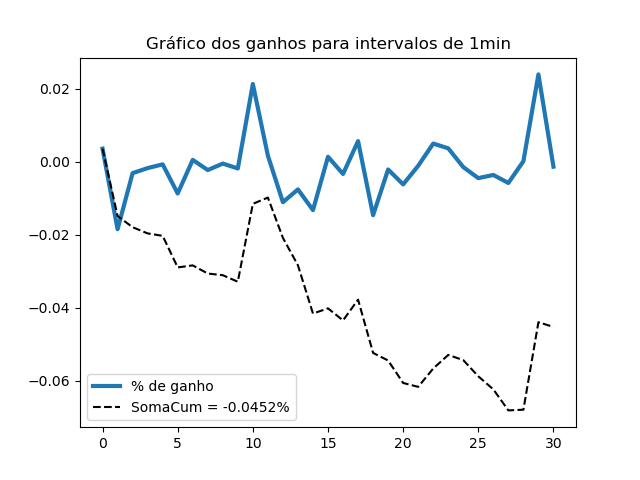 Gráfico dos ganhos para intervalos de 1min
0.02
0.00
−0.02
−0.04
−0.06
% de ganho
SomaCum = -0.0452%
0 5 10 15 20 25 30